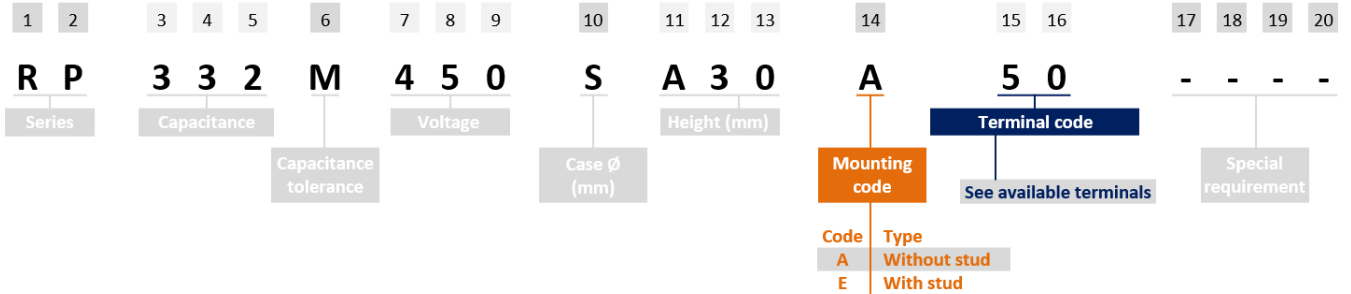 1 2 3 4 5 6 7 8 9 10 11 12 13 14 15 16 17 18 19 20
R P 3 3 2 M 4 5 0 S A 3 0 A 5 0 - - - -
Series Capacitance Voltage Height (mm) Terminal code
Capacitance
tolerance
Case Ø
(mm)
Mounting
code
See available terminals
Special
requirement
Code Type
A Without stud
E With stud